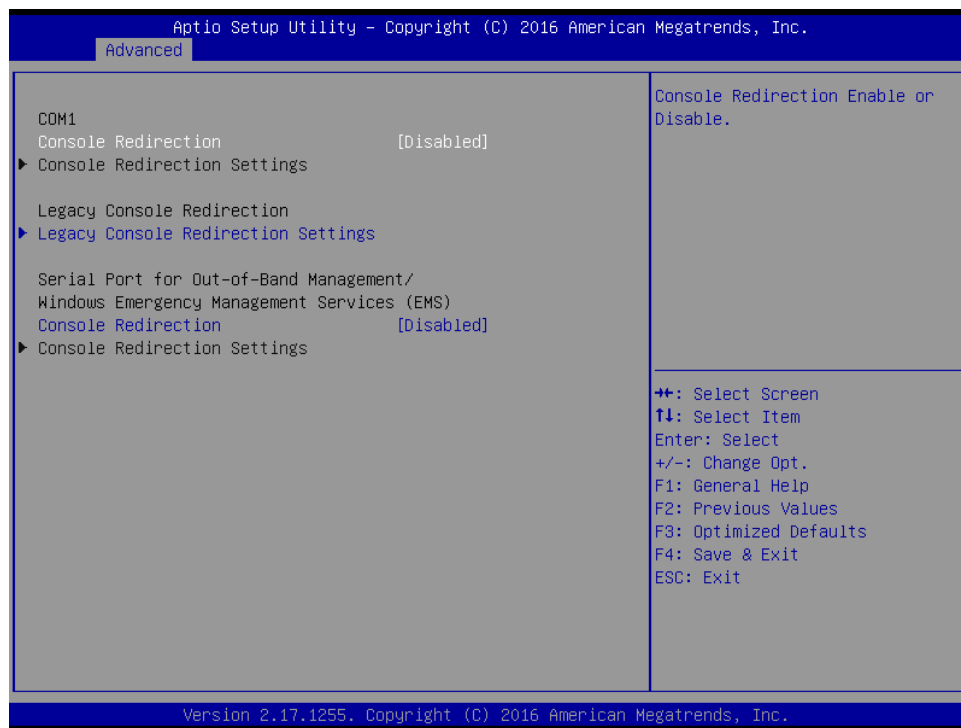 Aptio Setup Utility – Copyright (C) 2016 American Megatrends, Inc.
Advanced
COM1
Console Redirection [Disabled]
▶ Console Redirection Settings
Legacy Console Redirection
▶ Legacy Console Redirection Settings
Serial Port for Out-of-Band Management/
Windows Emergency Management Services (EMS)
Console Redirection [Disabled]
▶ Console Redirection Settings
Console Redirection Enable or
Disable.
→←: Select Screen
↑↓: Select Item
Enter: Select
+/-: Change Opt.
F1: General Help
F2: Previous Values
F3: Optimized Defaults
F4: Save & Exit
ESC: Exit
Version 2.17.1255. Copyright (C) 2016 American Megatrends, Inc.